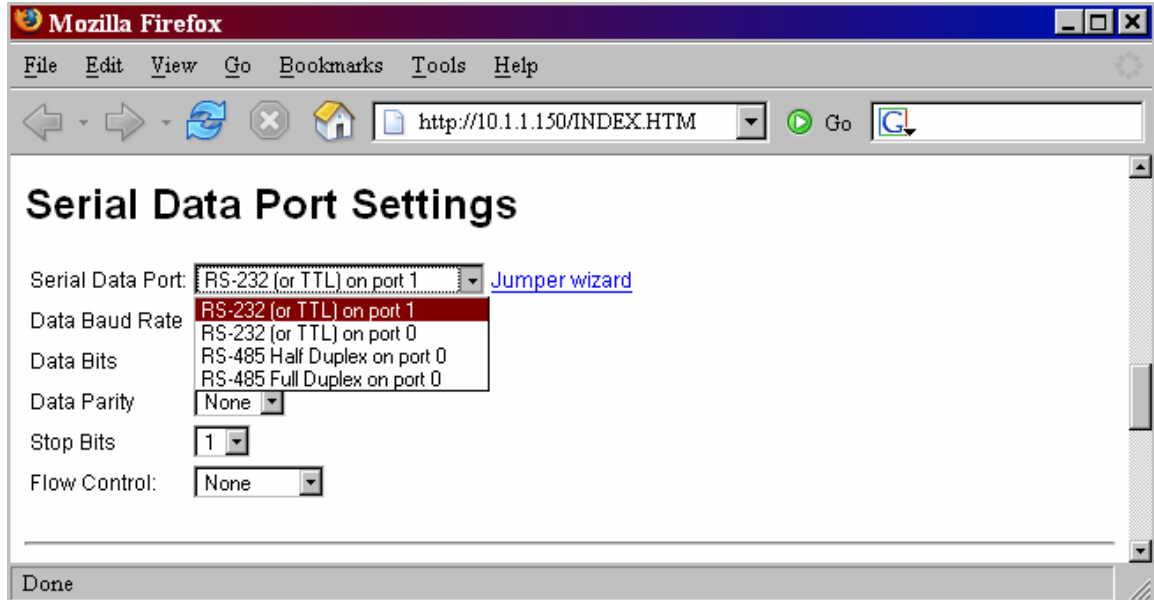 Mozilla Firefox
File Edit View Go Bookmarks Tools Help
http://10.1.1.150/INDEX.HTM Go G
Serial Data Port Settings
Serial Data Port: RS-232 (or TTL) on port 1 Jumper wizard
RS-232 (or TTL) on port 1
Data Baud Rate RS-232 (or TTL) on port 0
Data Bits RS-485 Half Duplex on port 0
RS-485 Full Duplex on port 0
Data Parity None
Stop Bits 1
Flow Control: None
Done